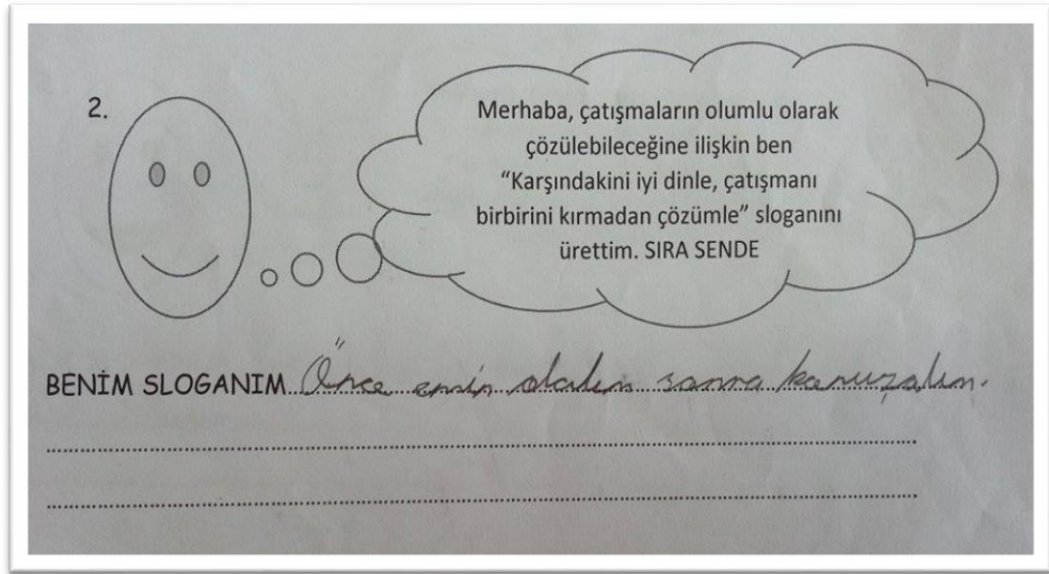 2.
Merhaba, çatışmaların olumlu olarak
çözülebileceğine ilişkin ben
“Karşındakini iyi dinle, çatışmanı
birbirini kırmadan çözümle” sloganını
ürettim. SIRA SENDE
BENİM SLOGANIM Önce emin olalım sonra konuşalım.